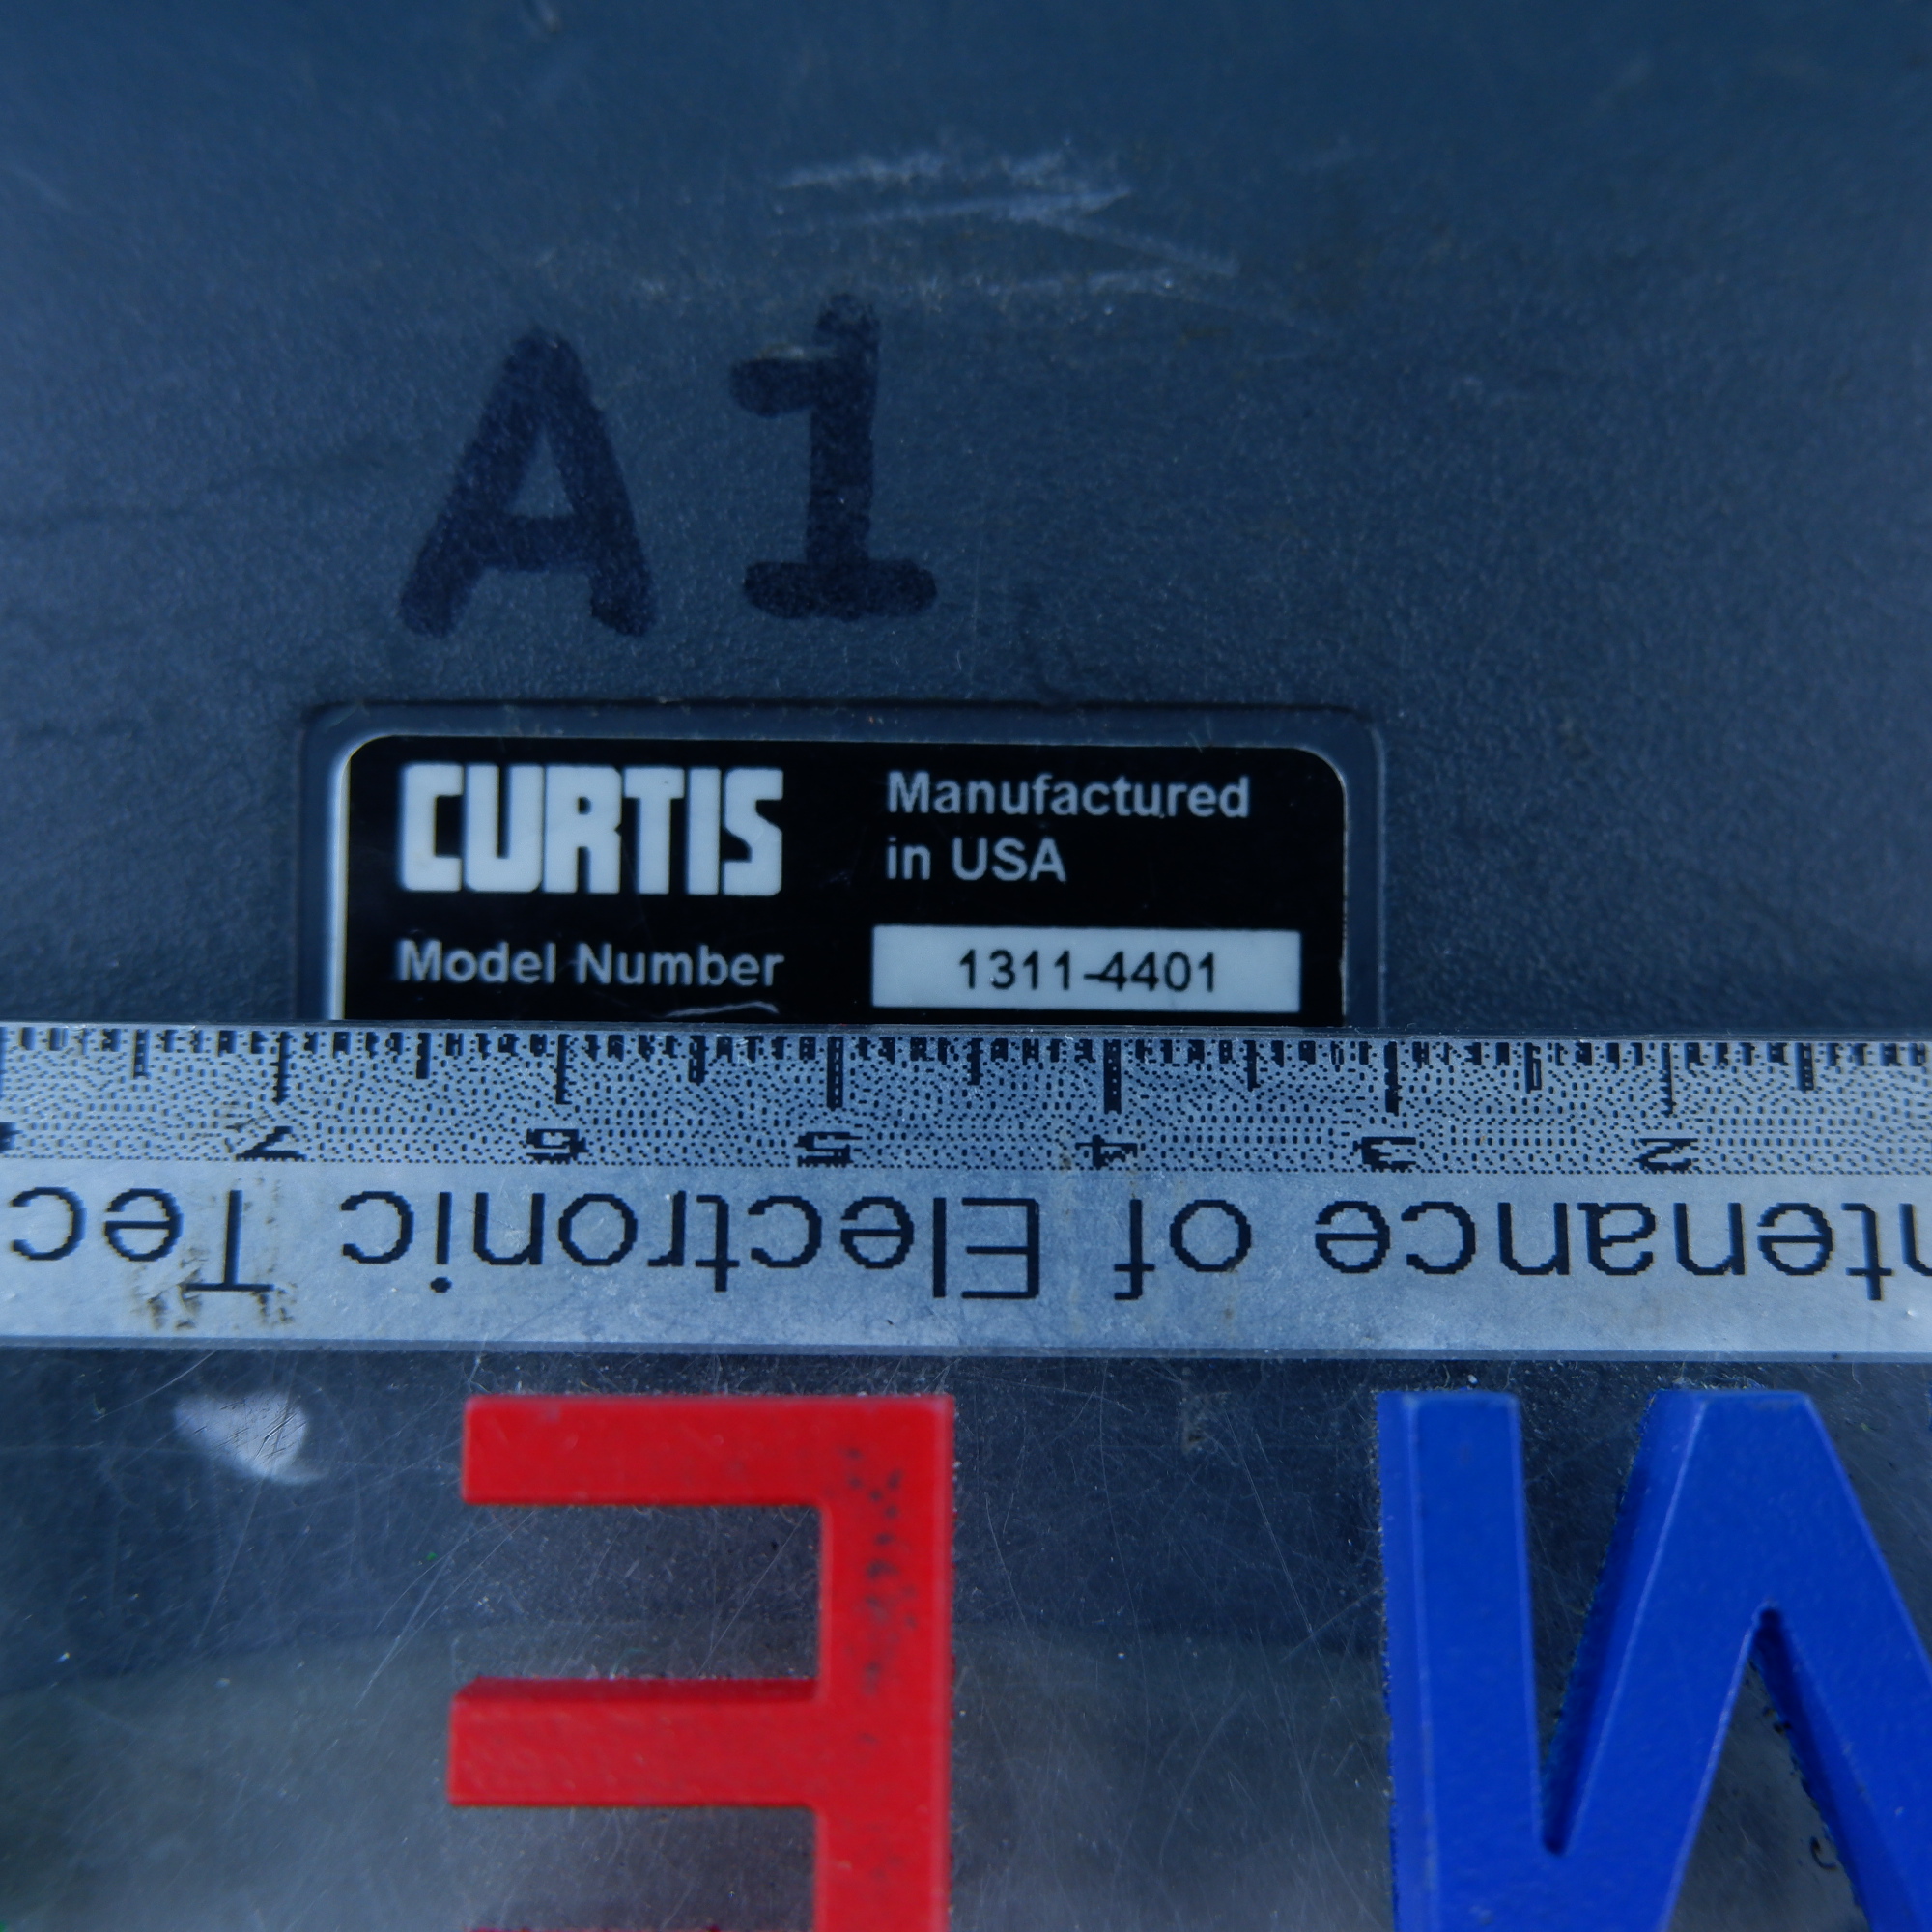 A1
CURTIS
Manufactured
in USA
Model Number 1311-4401
7 6 5 4 3 2
ntenance of Electronic Tec
E